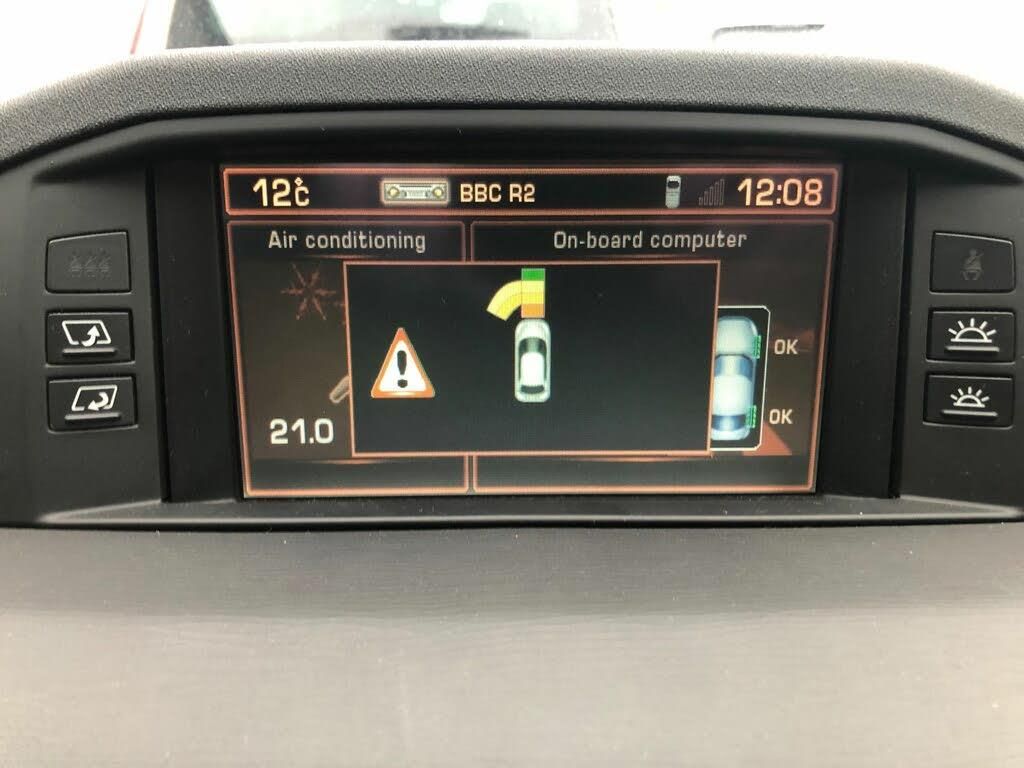 12°C BBC R2 12:08
Air conditioning On-board computer
OK
21.0 OK